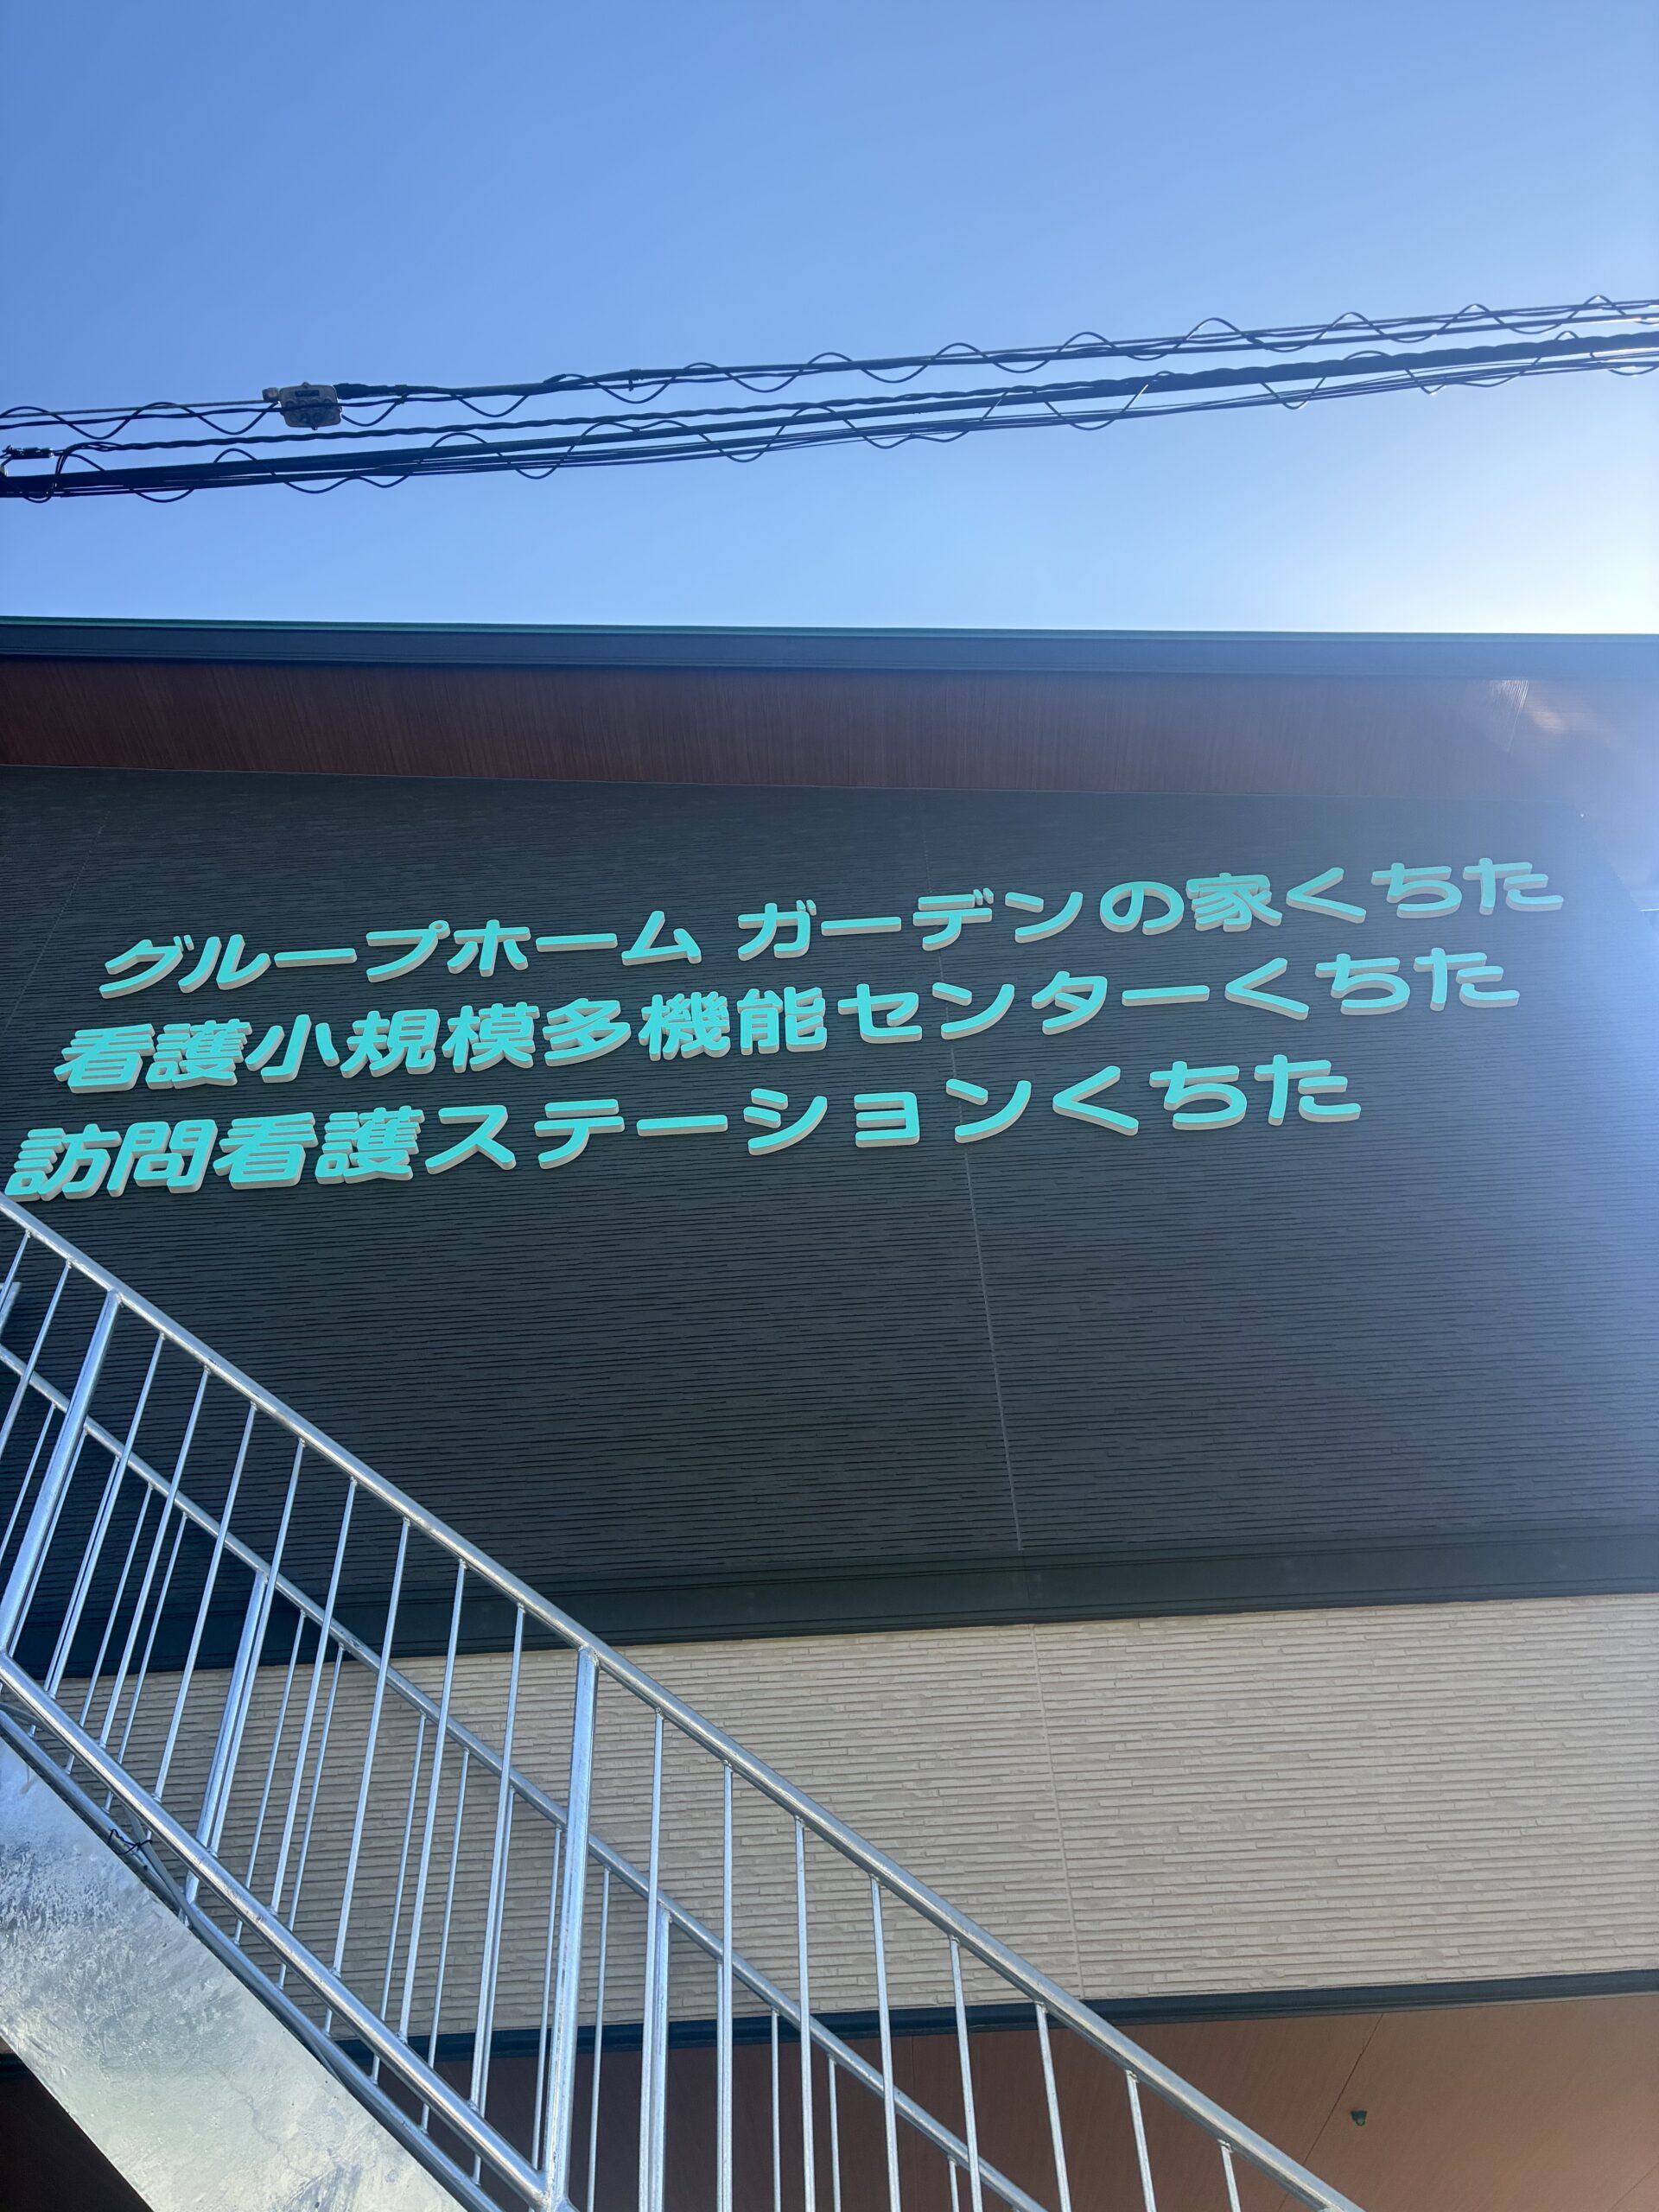 グループホーム ガーデンの家くちた
看護小規模多機能センターくちた
訪問看護ステーションくちた